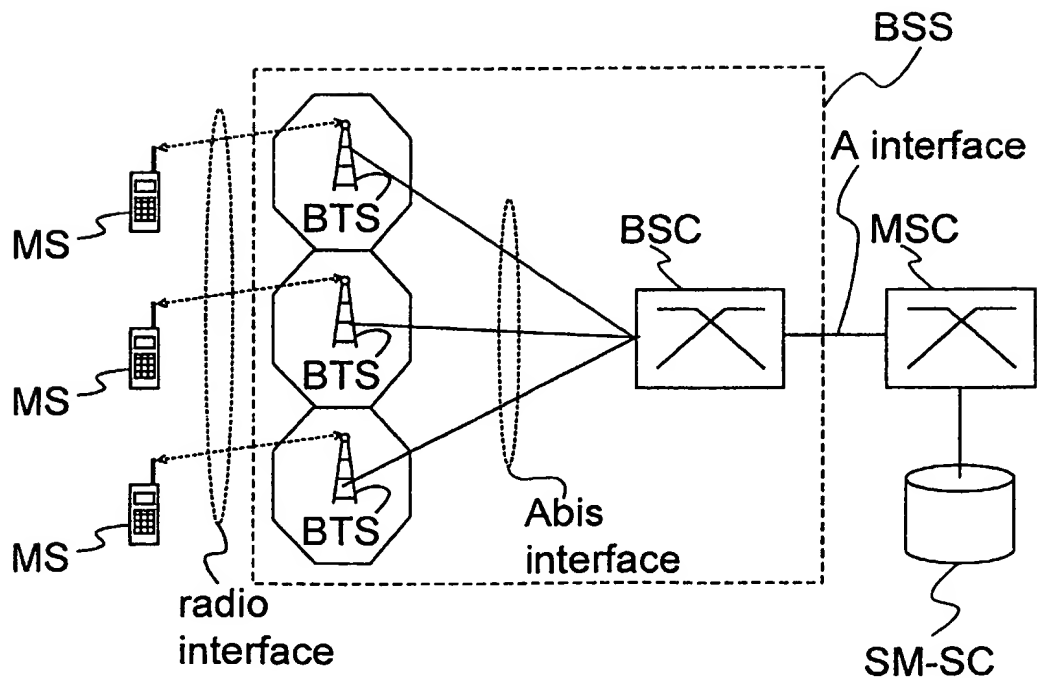 BSS
A interface
BSC
MSC
MS
BTS
MS
BTS
MS
BTS
Abis
interface
radio
interface
SM-SC